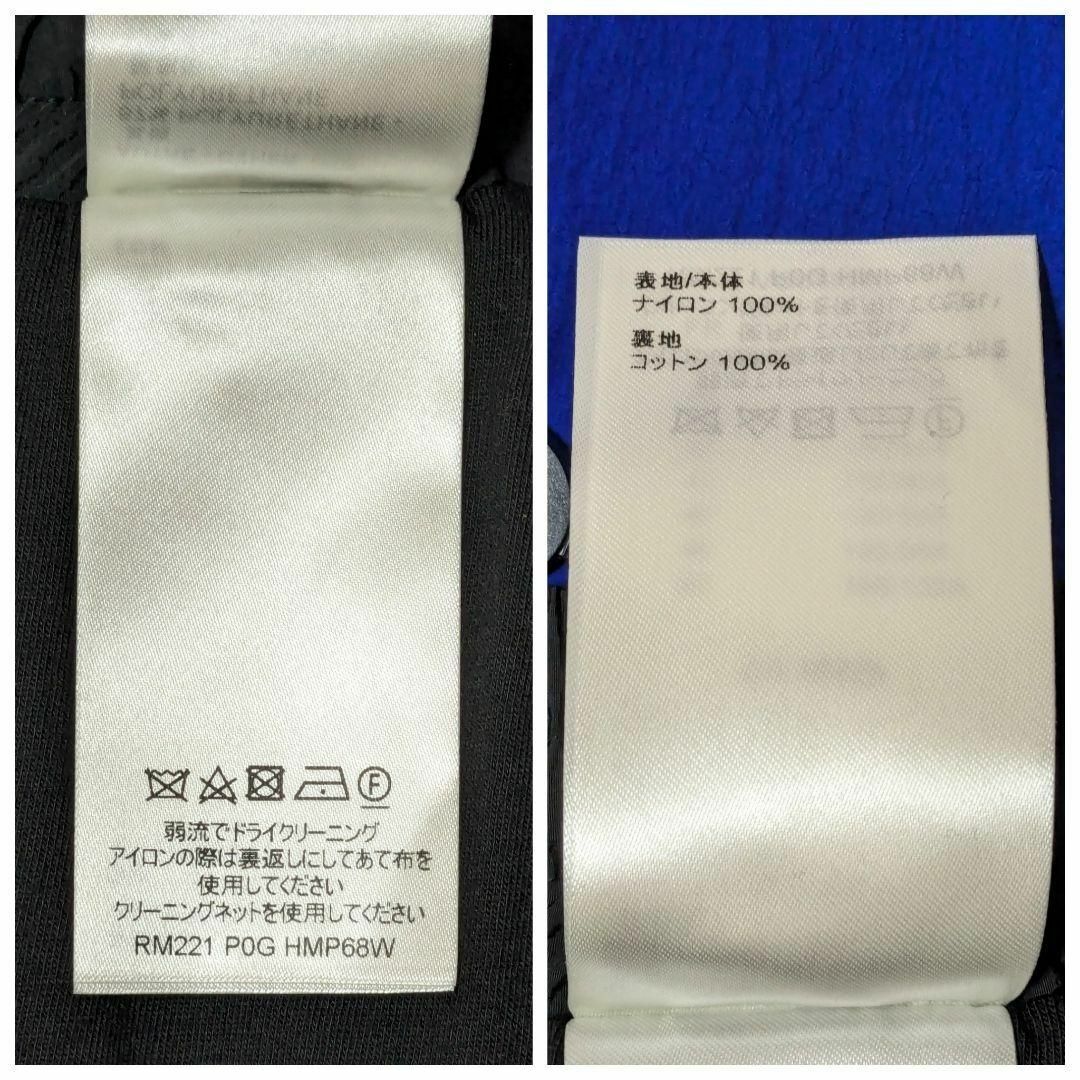 弱流でドライクリーニング
アイロンの際は裏返しにしてあて布を
使用してください
クリーニングネットを使用してください
RM221 P0G HMP68W
表地/本体
ナイロン 100%
裏地
コットン 100%